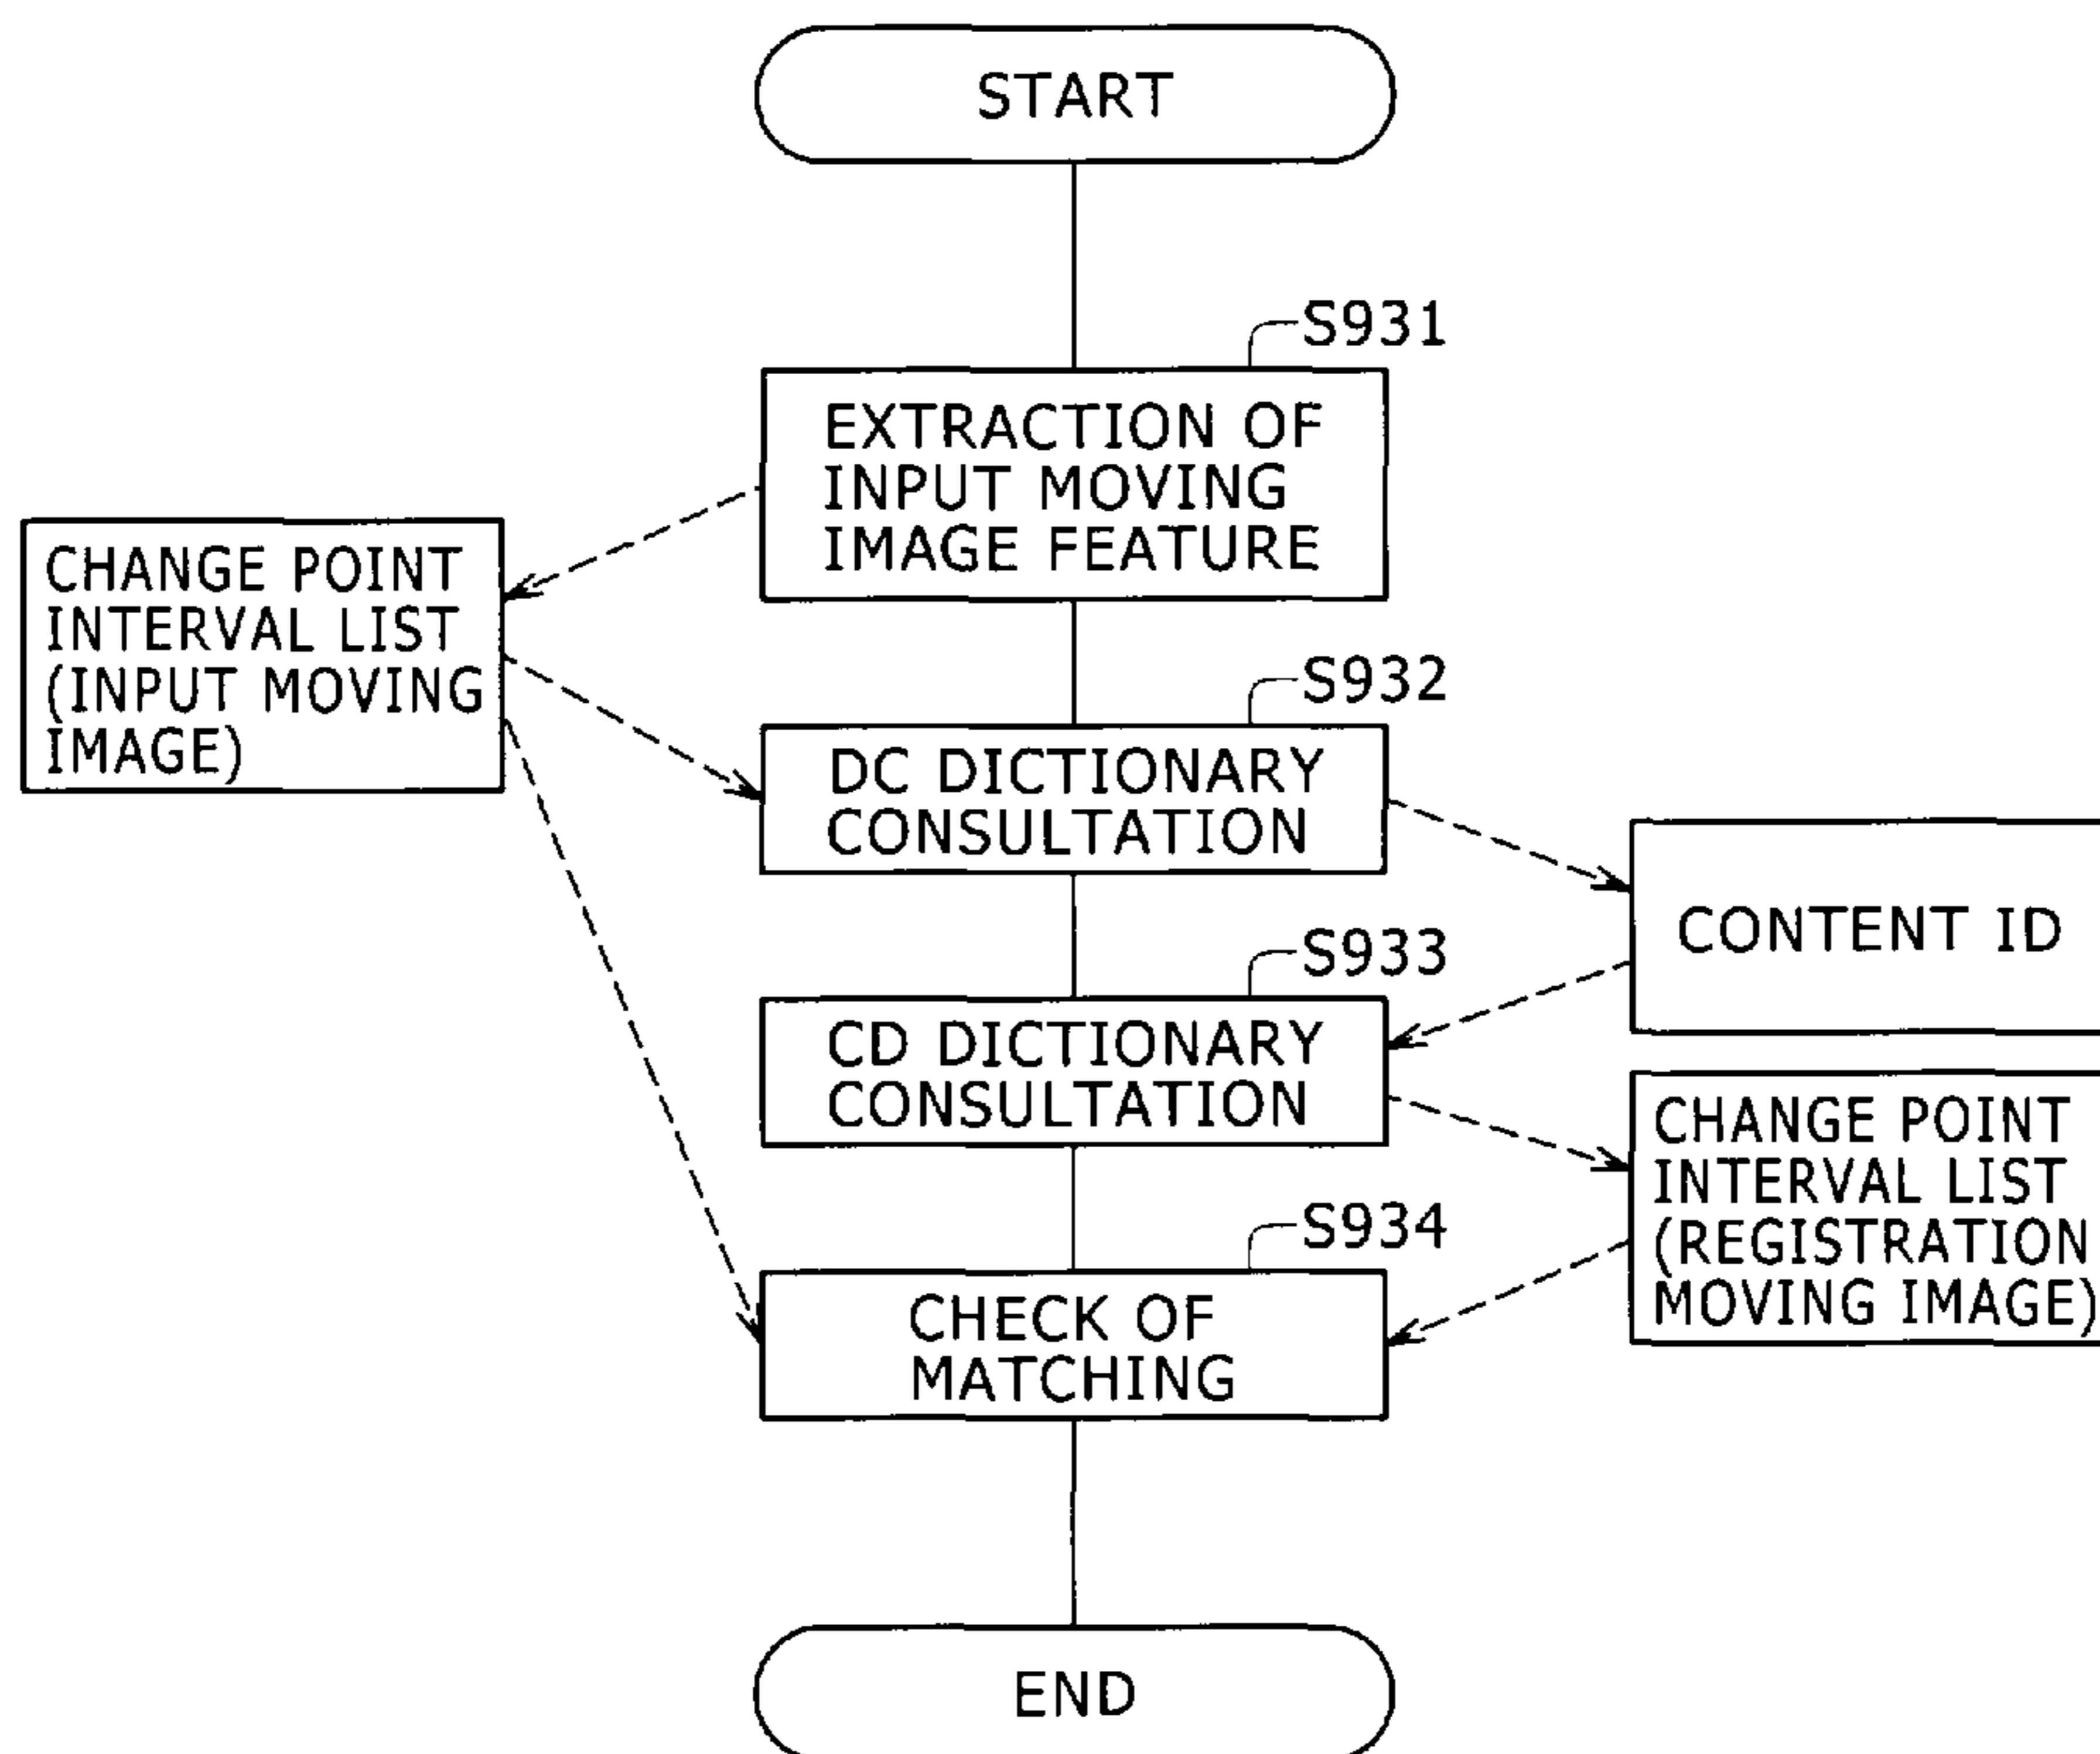 START
S931
EXTRACTION OF
INPUT MOVING
IMAGE FEATURE
CHANGE POINT
INTERVAL LIST
(INPUT MOVING
IMAGE)
S932
DC DICTIONARY
CONSULTATION
CONTENT ID
S933
CD DICTIONARY
CONSULTATION
CHANGE POINT
INTERVAL LIST
(REGISTRATION
MOVING IMAGE)
S934
CHECK OF
MATCHING
END